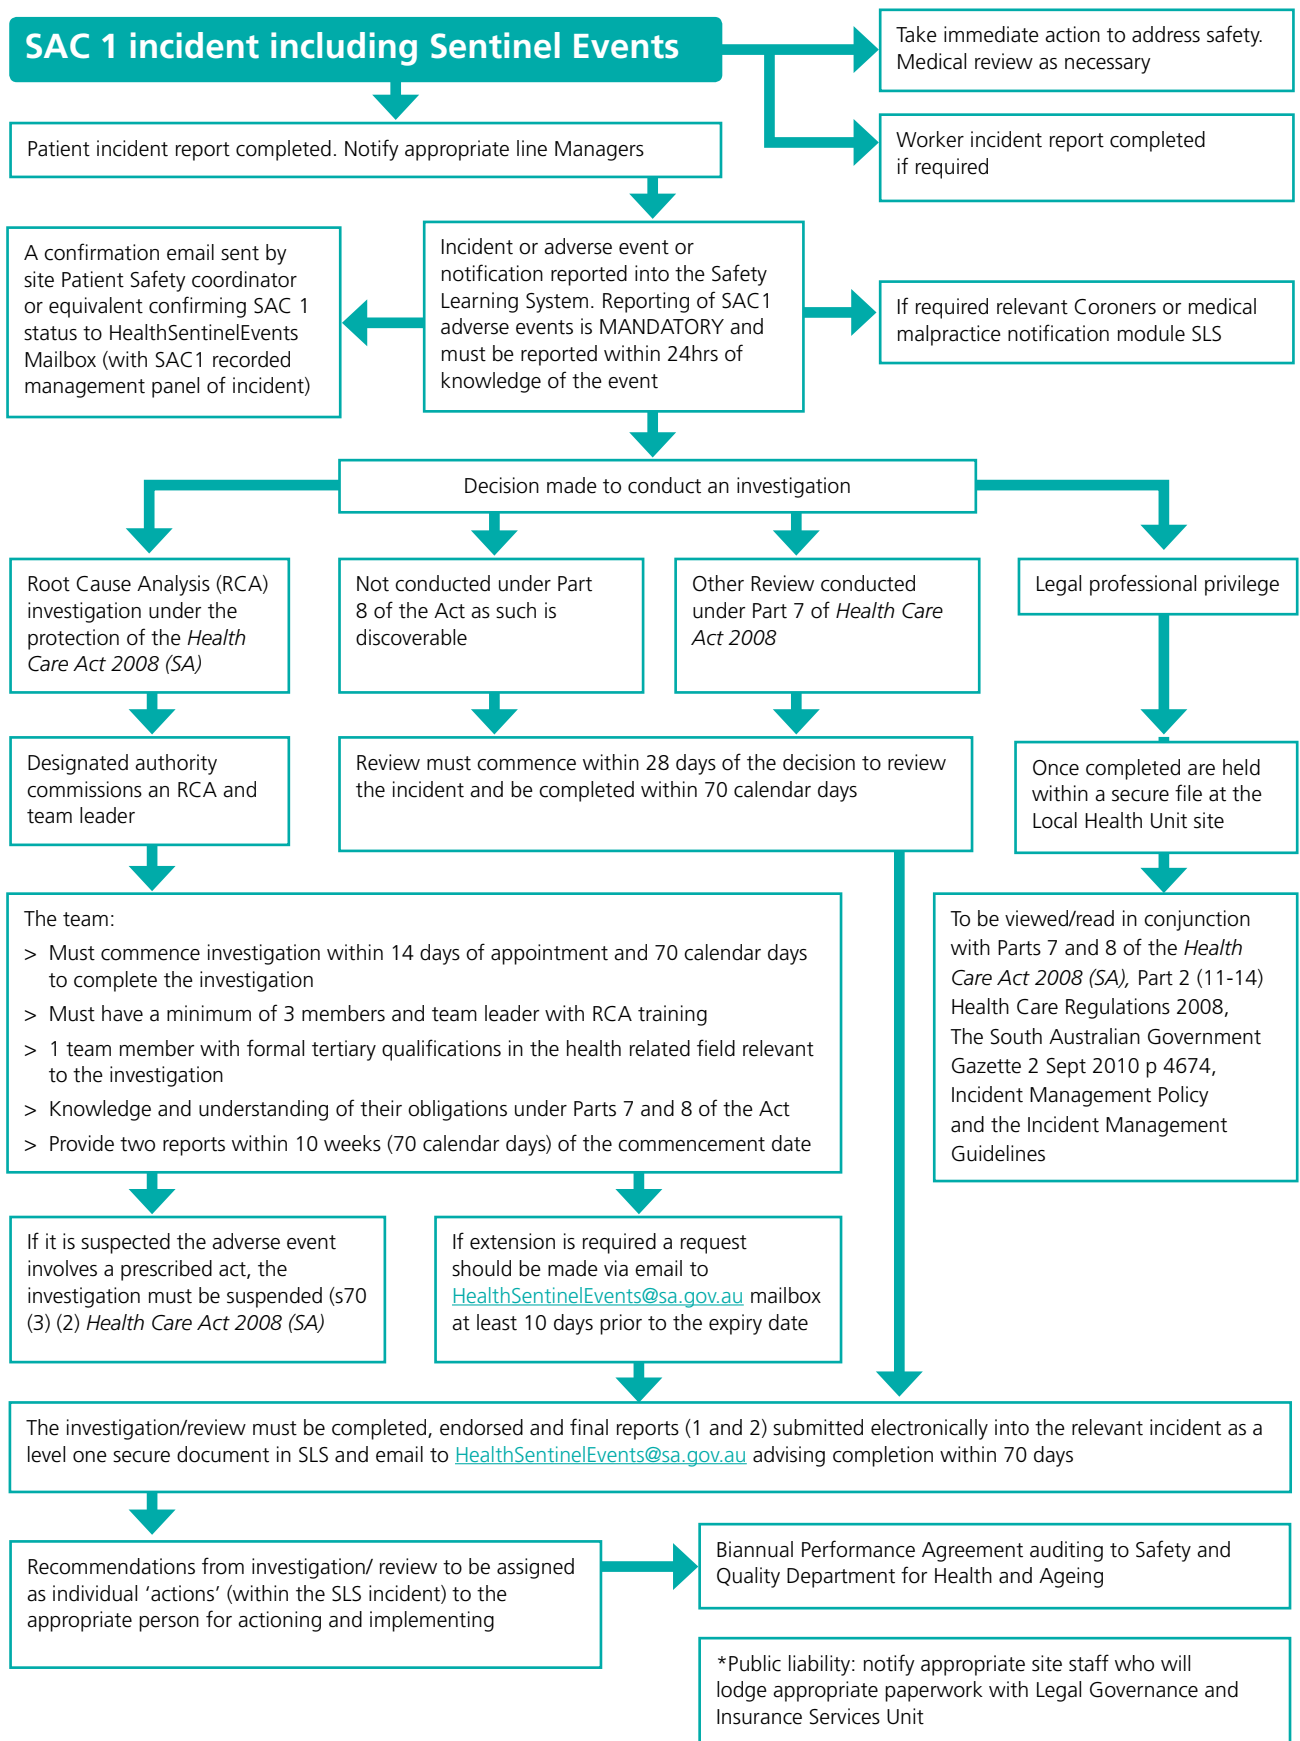 SAC 1 incident including Sentinel Events
Take immediate action to address safety.
Medical review as necessary
Worker incident report completed
if required
Patient incident report completed. Notify appropriate line Managers
A confirmation email sent by
site Patient Safety coordinator
or equivalent confirming SAC 1
status to HealthSentinelEvents
Mailbox (with SAC1 recorded
management panel of incident)
Incident or adverse event or
notification reported into the Safety
Learning System. Reporting of SAC1
adverse events is MANDATORY and
must be reported within 24hrs of
knowledge of the event
If required relevant Coroners or medical
malpractice notification module SLS
Decision made to conduct an investigation
Root Cause Analysis (RCA)
investigation under the
protection of the Health
Care Act 2008 (SA)
Not conducted under Part
8 of the Act as such is
discoverable
Other Review conducted
under Part 7 of Health Care
Act 2008
Legal professional privilege
Designated authority
commissions an RCA and
team leader
Review must commence within 28 days of the decision to review
the incident and be completed within 70 calendar days
Once completed are held
within a secure file at the
Local Health Unit site
The team:
> Must commence investigation within 14 days of appointment and 70 calendar days
to complete the investigation
> Must have a minimum of 3 members and team leader with RCA training
> 1 team member with formal tertiary qualifications in the health related field relevant
to the investigation
> Knowledge and understanding of their obligations under Parts 7 and 8 of the Act
> Provide two reports within 10 weeks (70 calendar days) of the commencement date
To be viewed/read in conjunction
with Parts 7 and 8 of the Health
Care Act 2008 (SA), Part 2 (11-14)
Health Care Regulations 2008,
The South Australian Government
Gazette 2 Sept 2010 p 4674,
Incident Management Policy
and the Incident Management
Guidelines
If it is suspected the adverse event
involves a prescribed act, the
investigation must be suspended (s70
(3) (2) Health Care Act 2008 (SA)
If extension is required a request
should be made via email to
HealthSentinelEvents@sa.gov.au mailbox
at least 10 days prior to the expiry date
The investigation/review must be completed, endorsed and final reports (1 and 2) submitted electronically into the relevant incident as a
level one secure document in SLS and email to HealthSentinelEvents@sa.gov.au advising completion within 70 days
Recommendations from investigation/ review to be assigned
as individual ‘actions’ (within the SLS incident) to the
appropriate person for actioning and implementing
Biannual Performance Agreement auditing to Safety and
Quality Department for Health and Ageing
*Public liability: notify appropriate site staff who will
lodge appropriate paperwork with Legal Governance and
Insurance Services Unit